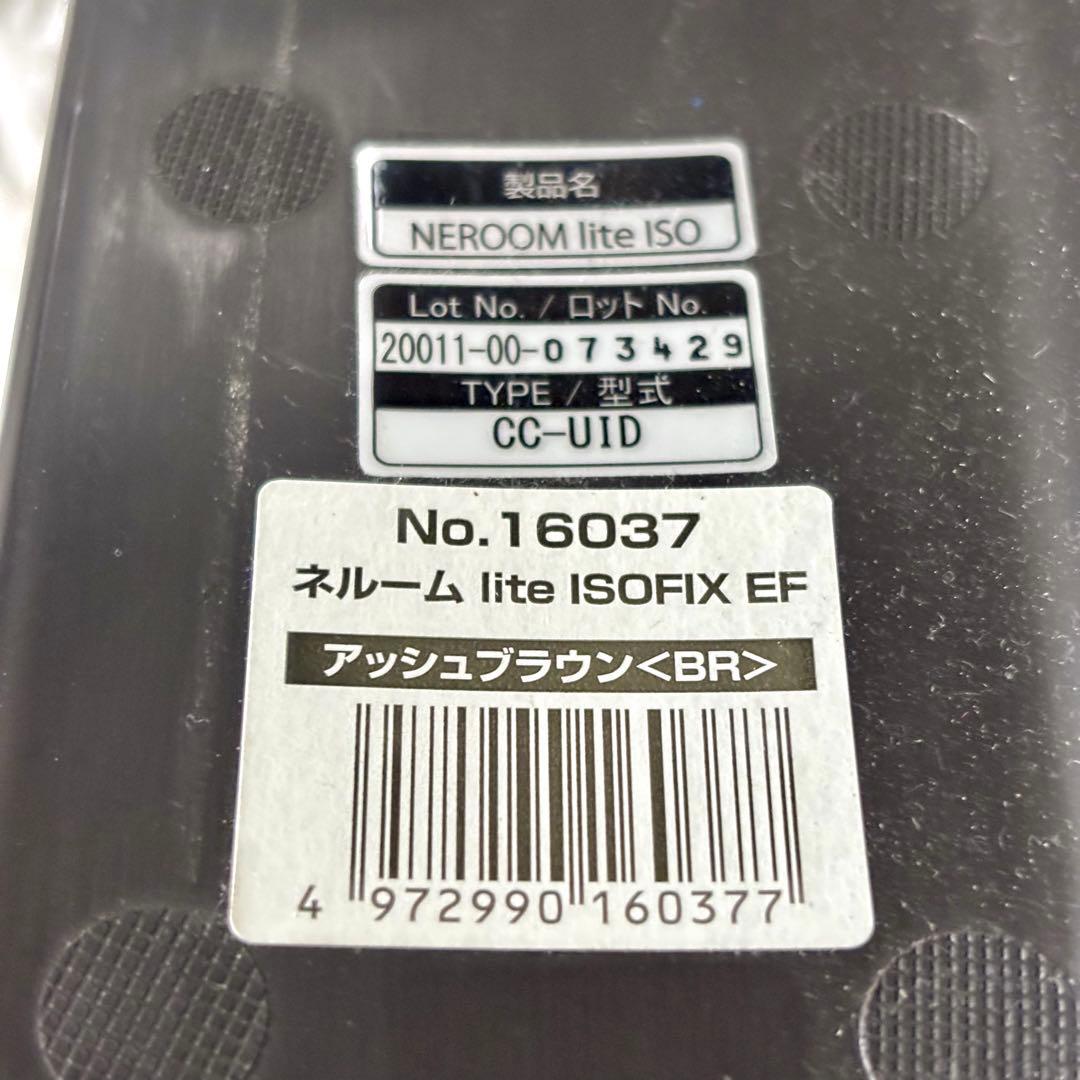 製品名
NEROOM lite ISO
Lot No. / ロット No.
20011-00-073429
TYPE / 型式
CC-UID
No.16037
ネルーム lite ISOFIX EF
アッシュブラウン<BR>
4 972990 160377